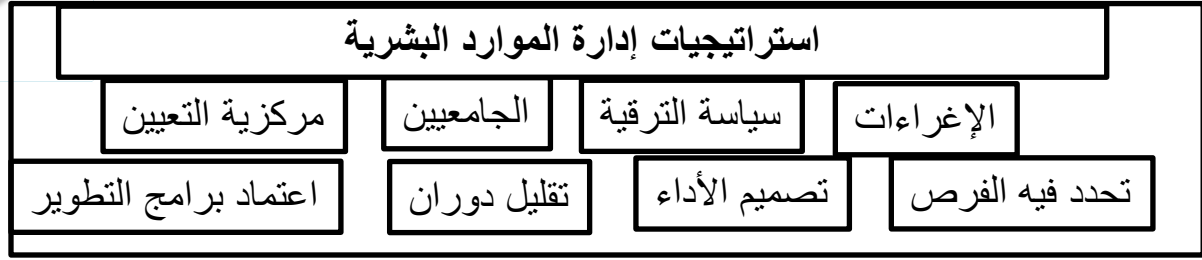 استراتيجيات إدارة الموارد البشرية
الإغراءات سياسة الترقية الجامعيين مركزية التعيين
تحدد فيه الفرص تصميم الأداء تقليل دوران اعتماد برامج التطوير